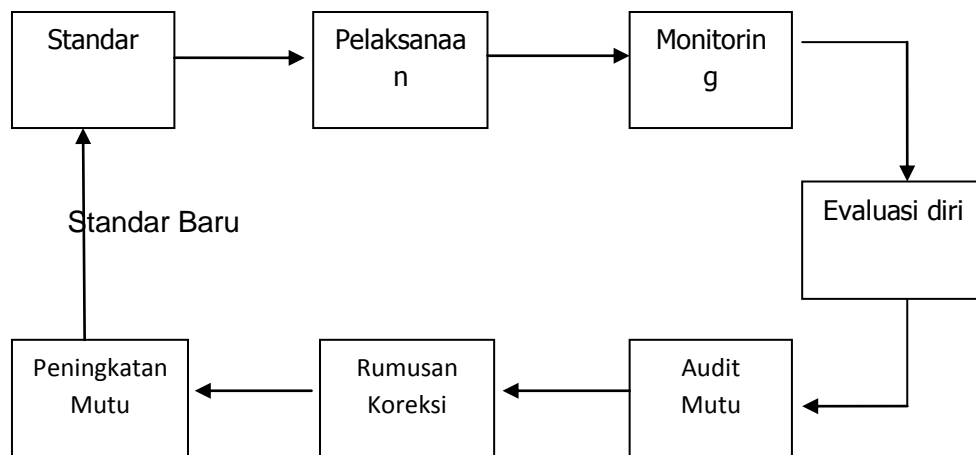 Standar
Pelaksanaa
n
Monitorin
g
Evaluasi diri
Standar Baru
Peningkatan
Mutu
Rumusan
Koreksi
Audit
Mutu